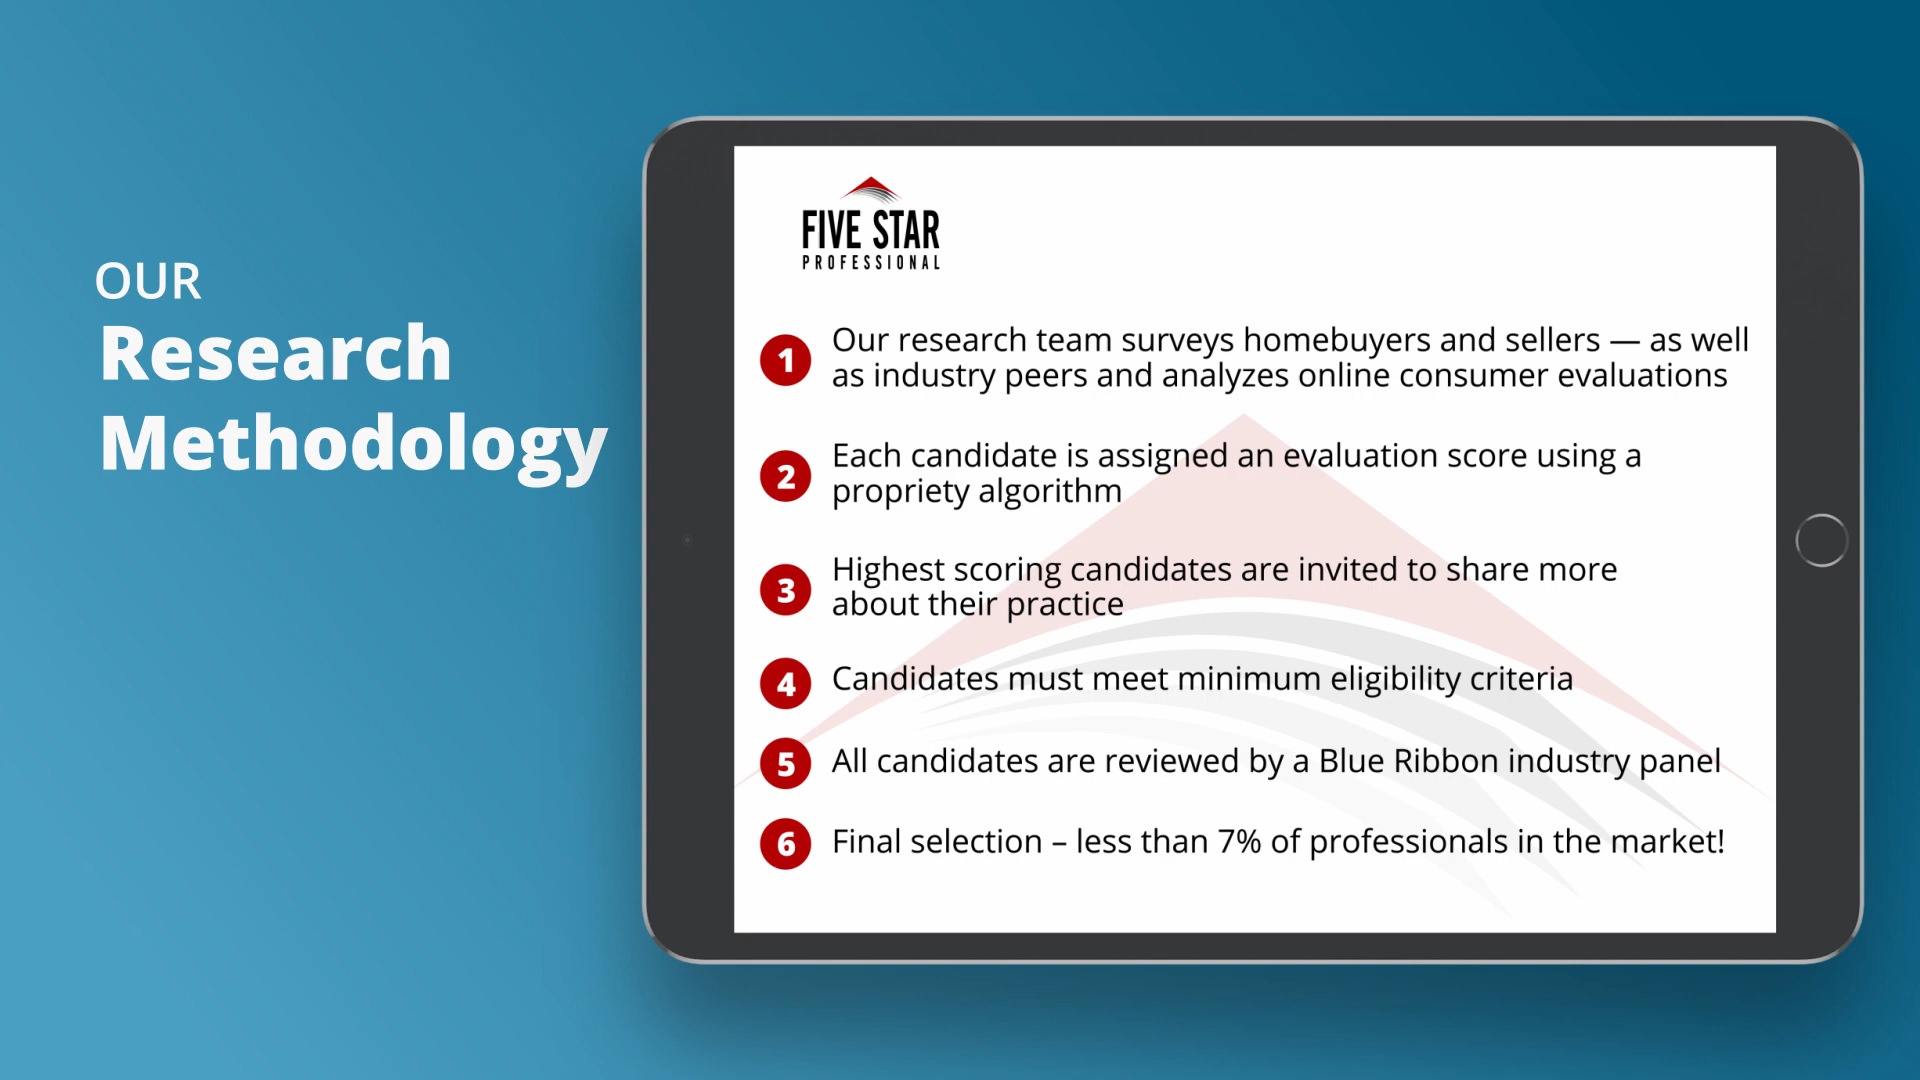 OUR
Research
Methodology
FIVE STAR
PROFESSIONAL
1 Our research team surveys homebuyers and sellers — as well
as industry peers and analyzes online consumer evaluations
2 Each candidate is assigned an evaluation score using a
propriety algorithm
3 Highest scoring candidates are invited to share more
about their practice
4 Candidates must meet minimum eligibility criteria
5 All candidates are reviewed by a Blue Ribbon industry panel
6 Final selection – less than 7% of professionals in the market!